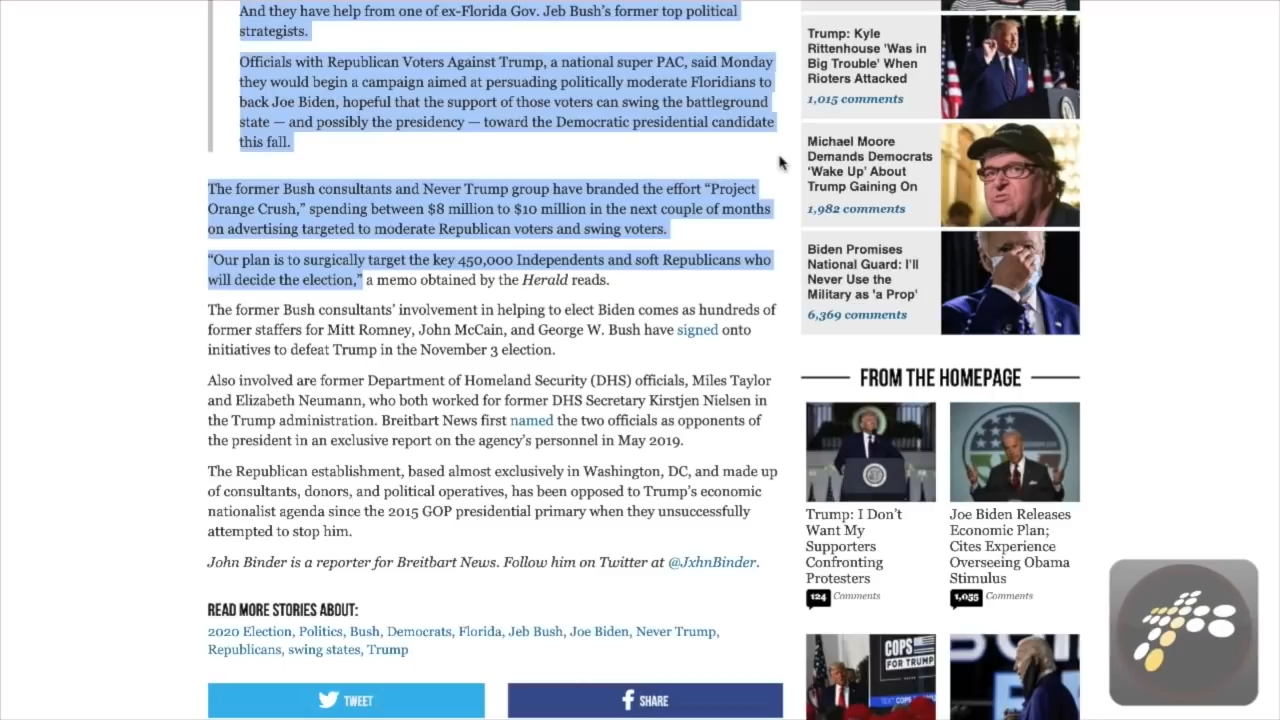 And they have help from one of ex-Florida Gov. Jeb Bush's former top political
strategists.
Officials with Republican Voters Against Trump, a national super PAC, said Monday
they would begin a campaign aimed at persuading politically moderate Floridians to
back Joe Biden, hopeful that the support of those voters can swing the battleground
state — and possibly the presidency — toward the Democratic presidential candidate
this fall.
The former Bush consultants and Never Trump group have branded the effort “Project
Orange Crush,” spending between $8 million to $10 million in the next couple of months
on advertising targeted to moderate Republican voters and swing voters.
“Our plan is to surgically target the key 450,000 Independents and soft Republicans who
will decide the election,” a memo obtained by the Herald reads.
The former Bush consultants’ involvement in helping to elect Biden comes as hundreds of
former staffers for Mitt Romney, John McCain, and George W. Bush have signed onto
initiatives to defeat Trump in the November 3 election.
Also involved are former Department of Homeland Security (DHS) officials, Miles Taylor
and Elizabeth Neumann, who both worked for former DHS Secretary Kirstjen Nielsen in
the Trump administration. Breitbart News first named the two officials as opponents of
the president in an exclusive report on the agency’s personnel in May 2019.
The Republican establishment, based almost exclusively in Washington, DC, and made up
of consultants, donors, and political operatives, has been opposed to Trump’s economic
nationalist agenda since the 2015 GOP presidential primary when they unsuccessfully
attempted to stop him.
John Binder is a reporter for Breitbart News. Follow him on Twitter at @JxhnBinder.
READ MORE STORIES ABOUT:
2020 Election, Politics, Bush, Democrats, Florida, Jeb Bush, Joe Biden, Never Trump,
Republicans, swing states, Trump
TWEET
SHARE
Trump: Kyle
Rittenhouse 'Was in
Big Trouble' When
Rioters Attacked
1,015 comments
Michael Moore
Demands Democrats
‘Wake Up’ About
Trump Gaining On
1,982 comments
Biden Promises
National Guard: I'll
Never Use the
Military as 'a Prop'
6,369 comments
FROM THE HOMEPAGE
Trump: I Don’t
Want My
Supporters
Confronting
Protesters
124 Comments
Joe Biden Releases
Economic Plan;
Cites Experience
Overseeing Obama
Stimulus
1,055 Comments
COPS
FOR TRUMP